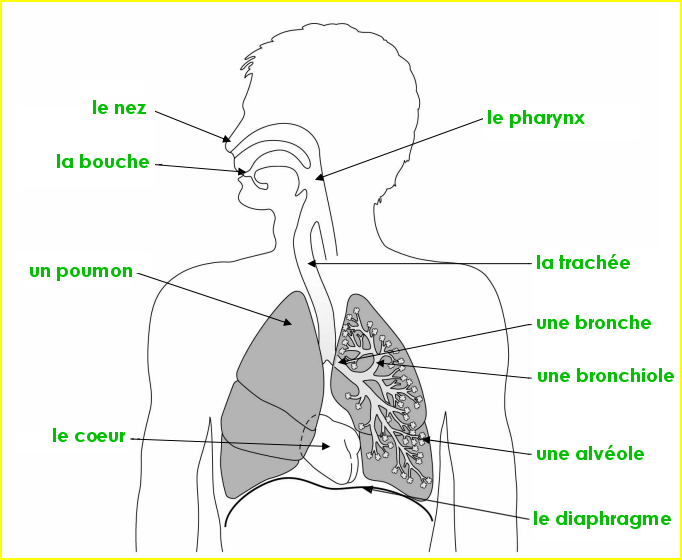 le nez
le pharynx
la bouche
la trachée
un poumon
une bronche
une bronchiole
le cœur
une alvéole
le diaphragme